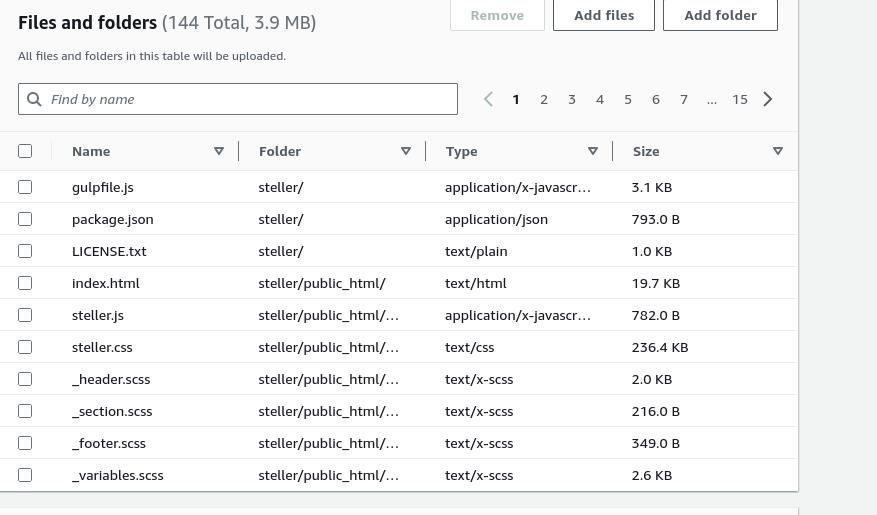 Files and folders (144 Total, 3.9 MB)
Remove
Add files
Add folder
All files and folders in this table will be uploaded.
Find by name
1 2 3 4 5 6 7 ... 15
Name Folder Type Size
gulpfile.js steller/ application/x-javascr... 3.1 KB
package.json steller/ application/json 793.0 B
LICENSE.txt steller/ text/plain 1.0 KB
index.html steller/public_html/ text/html 19.7 KB
steller.js steller/public_html/... application/x-javascr... 782.0 B
steller.css steller/public_html/... text/css 236.4 KB
_header.scss steller/public_html/... text/x-scss 2.0 KB
_section.scss steller/public_html/... text/x-scss 216.0 B
_footer.scss steller/public_html/... text/x-scss 349.0 B
_variables.scss steller/public_html/... text/x-scss 2.6 KB